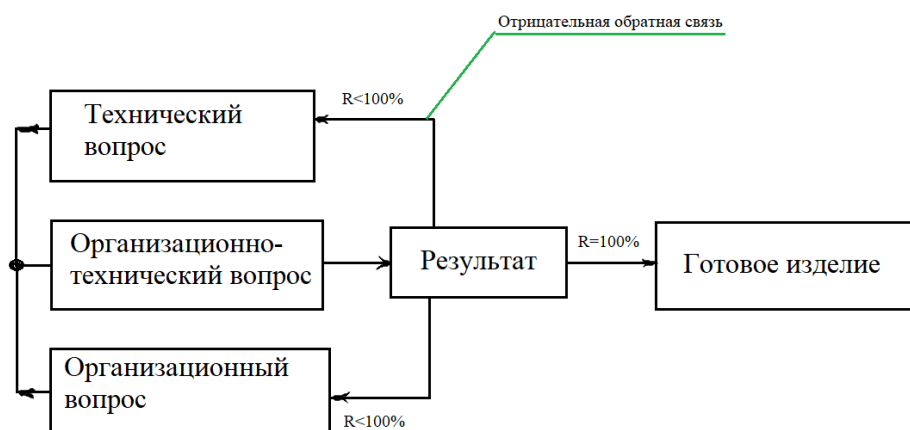 Отрицательная обратная связь
R<100%
Технический
вопрос
Организационно-
технический вопрос
Результат
R=100%
Готовое изделие
Организационный
вопрос
R<100%